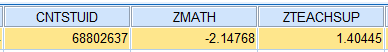 CNTSTUID ZMATH ZTEACHSUP
68802637 -2.14768 1.40445